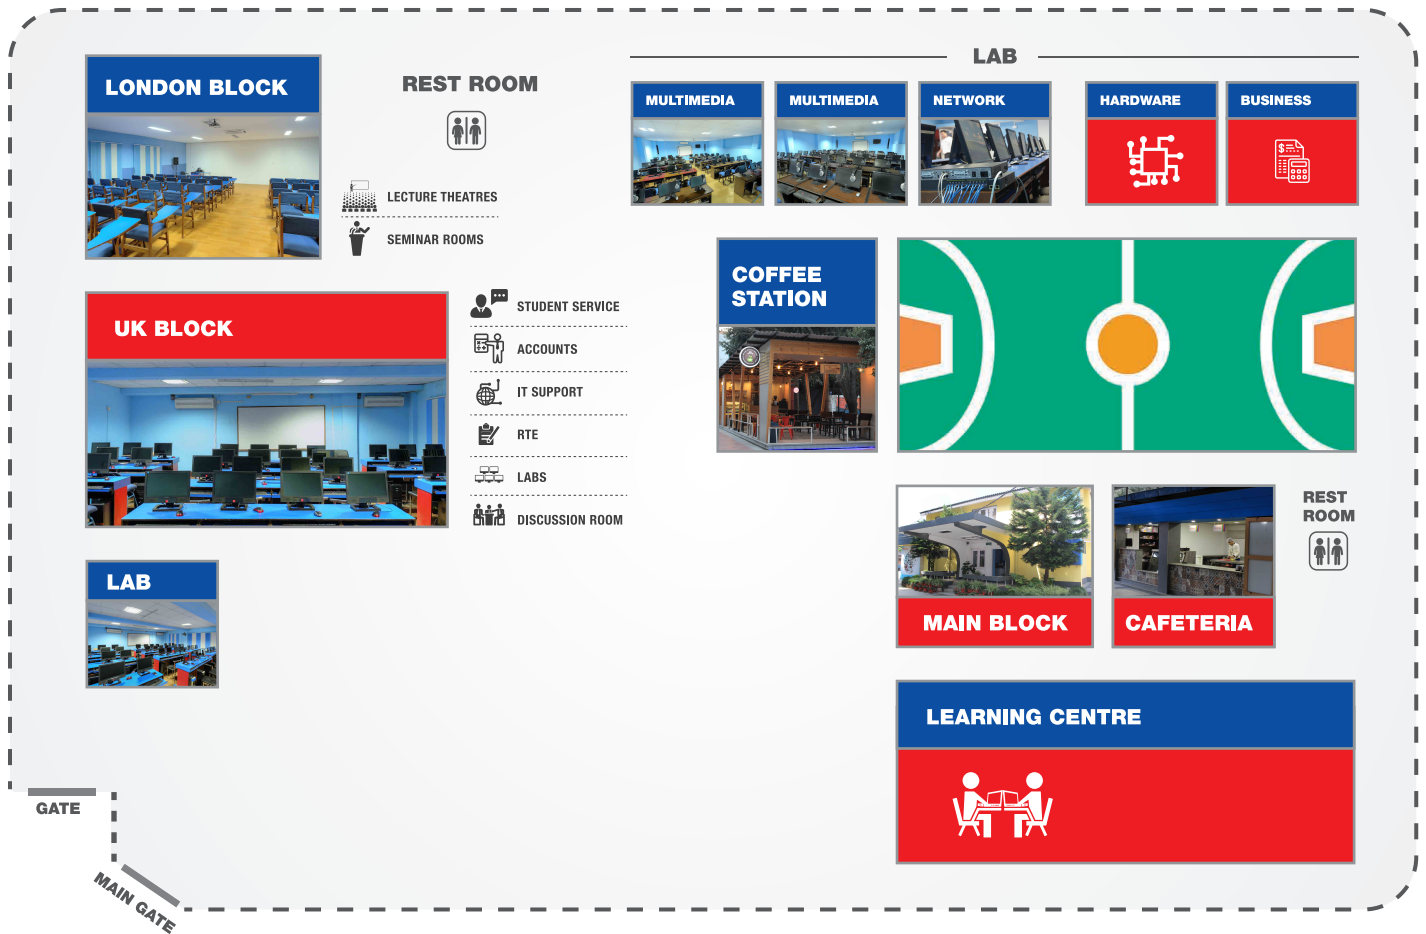 LONDON BLOCK
REST ROOM
LECTURE THEATRES
SEMINAR ROOMS
LAB
MULTIMEDIA
MULTIMEDIA
NETWORK
HARDWARE
BUSINESS
UK BLOCK
STUDENT SERVICE
ACCOUNTS
IT SUPPORT
RTE
LABS
DISCUSSION ROOM
COFFEE
STATION
LAB
MAIN BLOCK
CAFETERIA
REST
ROOM
LEARNING CENTRE
GATE
MAIN GATE